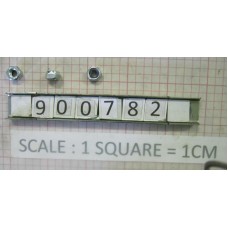 900782
SCALE : 1 SQUARE = 1CM